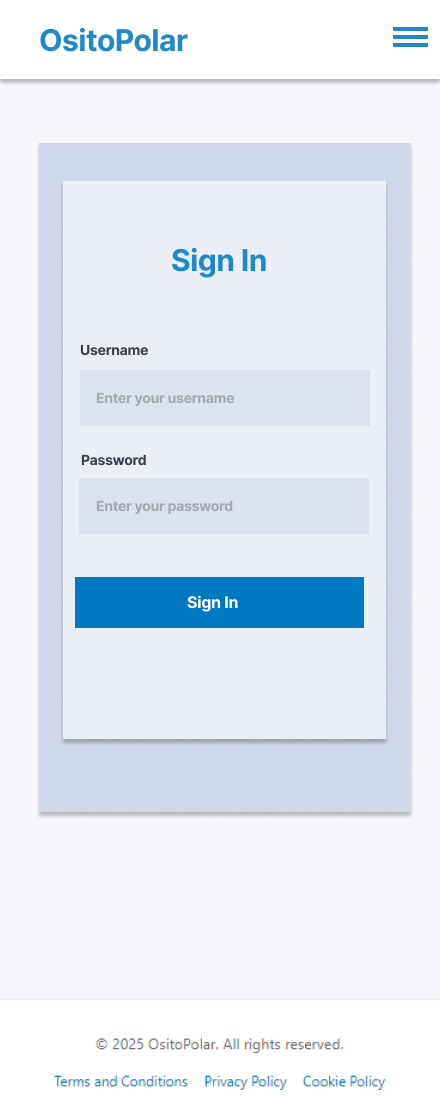 OsitoPolar
Sign In
Username
Enter your username
Password
Enter your password
Sign In
© 2025 OsitoPolar. All rights reserved.
Terms and Conditions Privacy Policy Cookie Policy